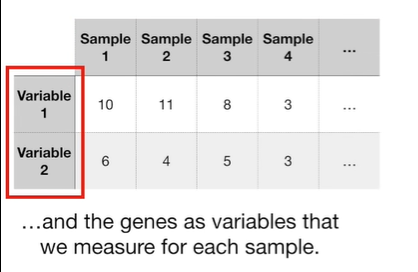 Sample 1 Sample 2 Sample 3 Sample 4 ...
Variable 1 10 11 8 3 ...
Variable 2 6 4 5 3 ...
...and the genes as variables that
we measure for each sample.